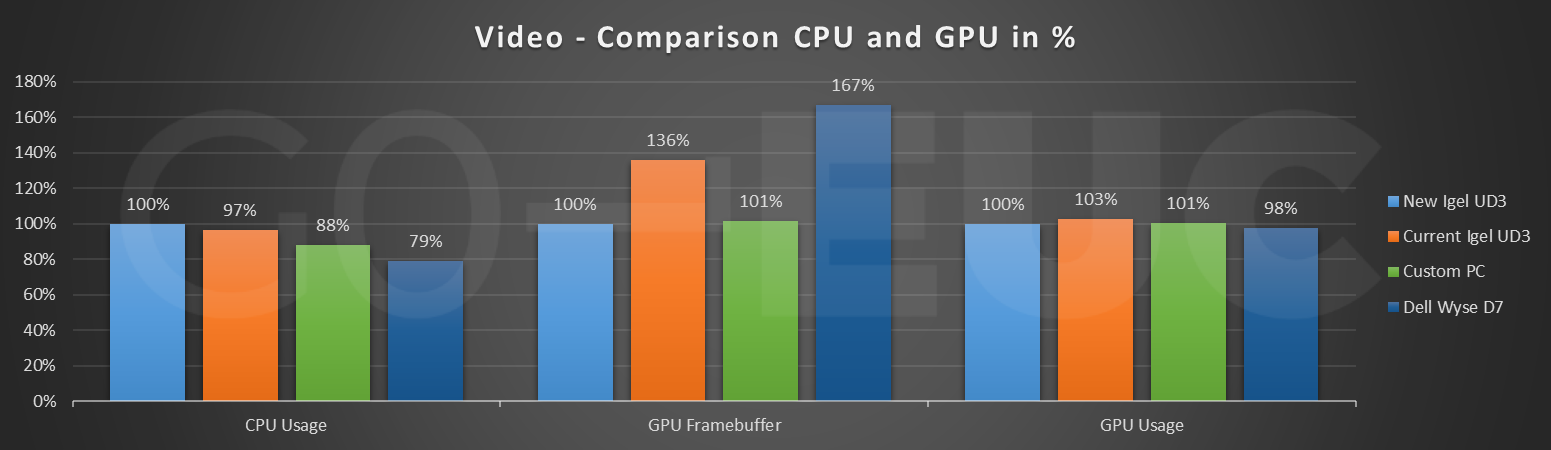 Video - Comparison CPU and GPU in %
180%
160%
140%
120%
100%
80%
60%
40%
20%
0%
100%
97%
88%
79%
100%
136%
101%
167%
100%
103%
101%
98%
CPU Usage
GPU Framebuffer
GPU Usage
New Igel UD3
Current Igel UD3
Custom PC
Dell Wyse D7
GO-EUC